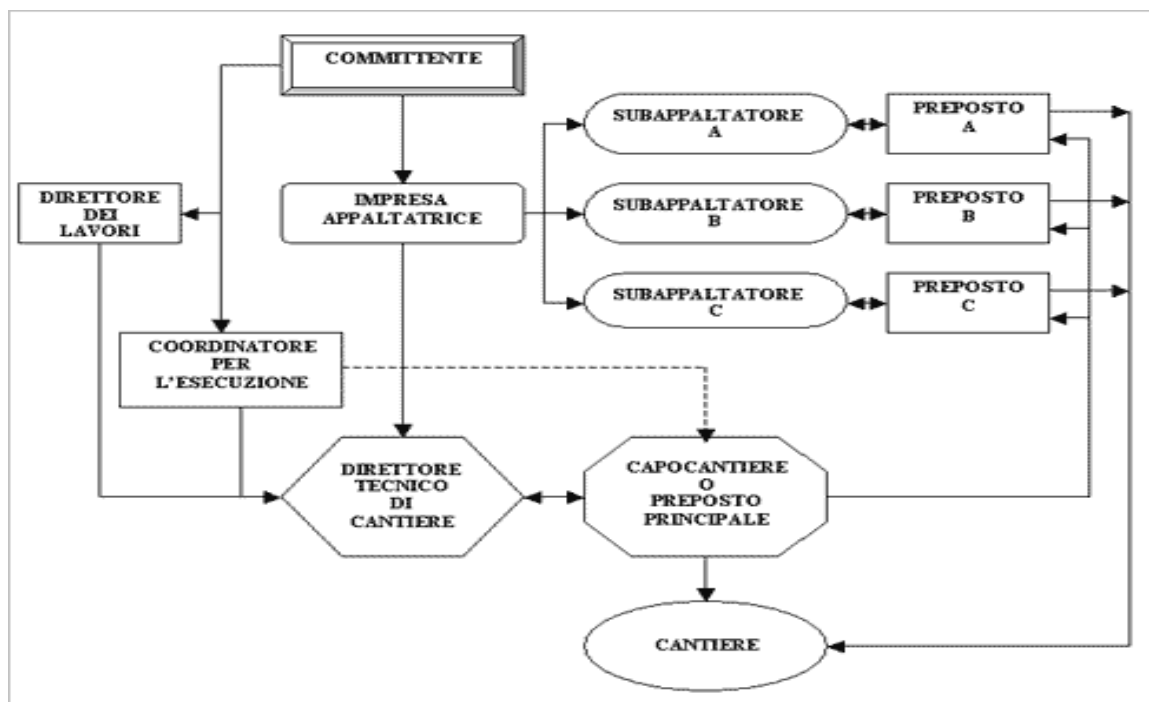 COMMITTENTE
SUBAPPALTATORE
A
PREPOSTO
A
DIRETTORE
DEI
LAVORI
IMPRESA
APPALTATRICE
SUBAPPALTATORE
B
PREPOSTO
B
SUBAPPALTATORE
C
PREPOSTO
C
COORDINATORE
PER
L'ESECUZIONE
DIRETTORE
TECNICO
DI
CANTIERE
CAPOCANTIERE
O
PREPOSTO
PRINCIPALE
CANTIERE